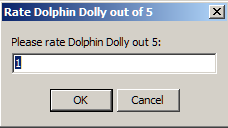 Rate Dolphin Dolly out of 5
Please rate Dolphin Dolly out 5:
1
OK
Cancel